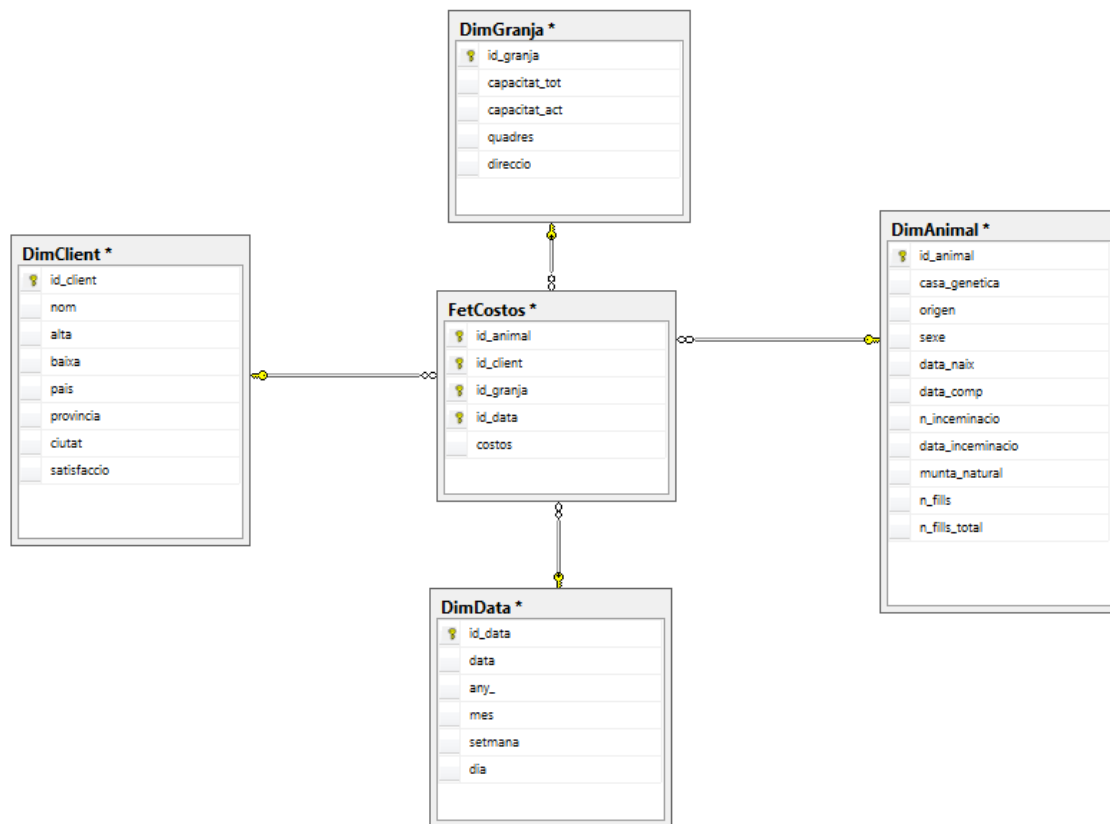 DimGranja *
id_granja
capacitat_tot
capacitat_act
quadres
direccio
DimClient *
id_client
nom
alta
baixa
pais
provincia
ciutat
satisfaccio
FetCostos *
id_animal
id_client
id_granja
id_data
costos
DimAnimal *
id_animal
casa_genetica
origen
sexe
data_naix
data_comp
n_inceminacio
data_inceminacio
munta_natural
n_fills
n_fills_total
DimData *
id_data
data
any_
mes
setmana
dia